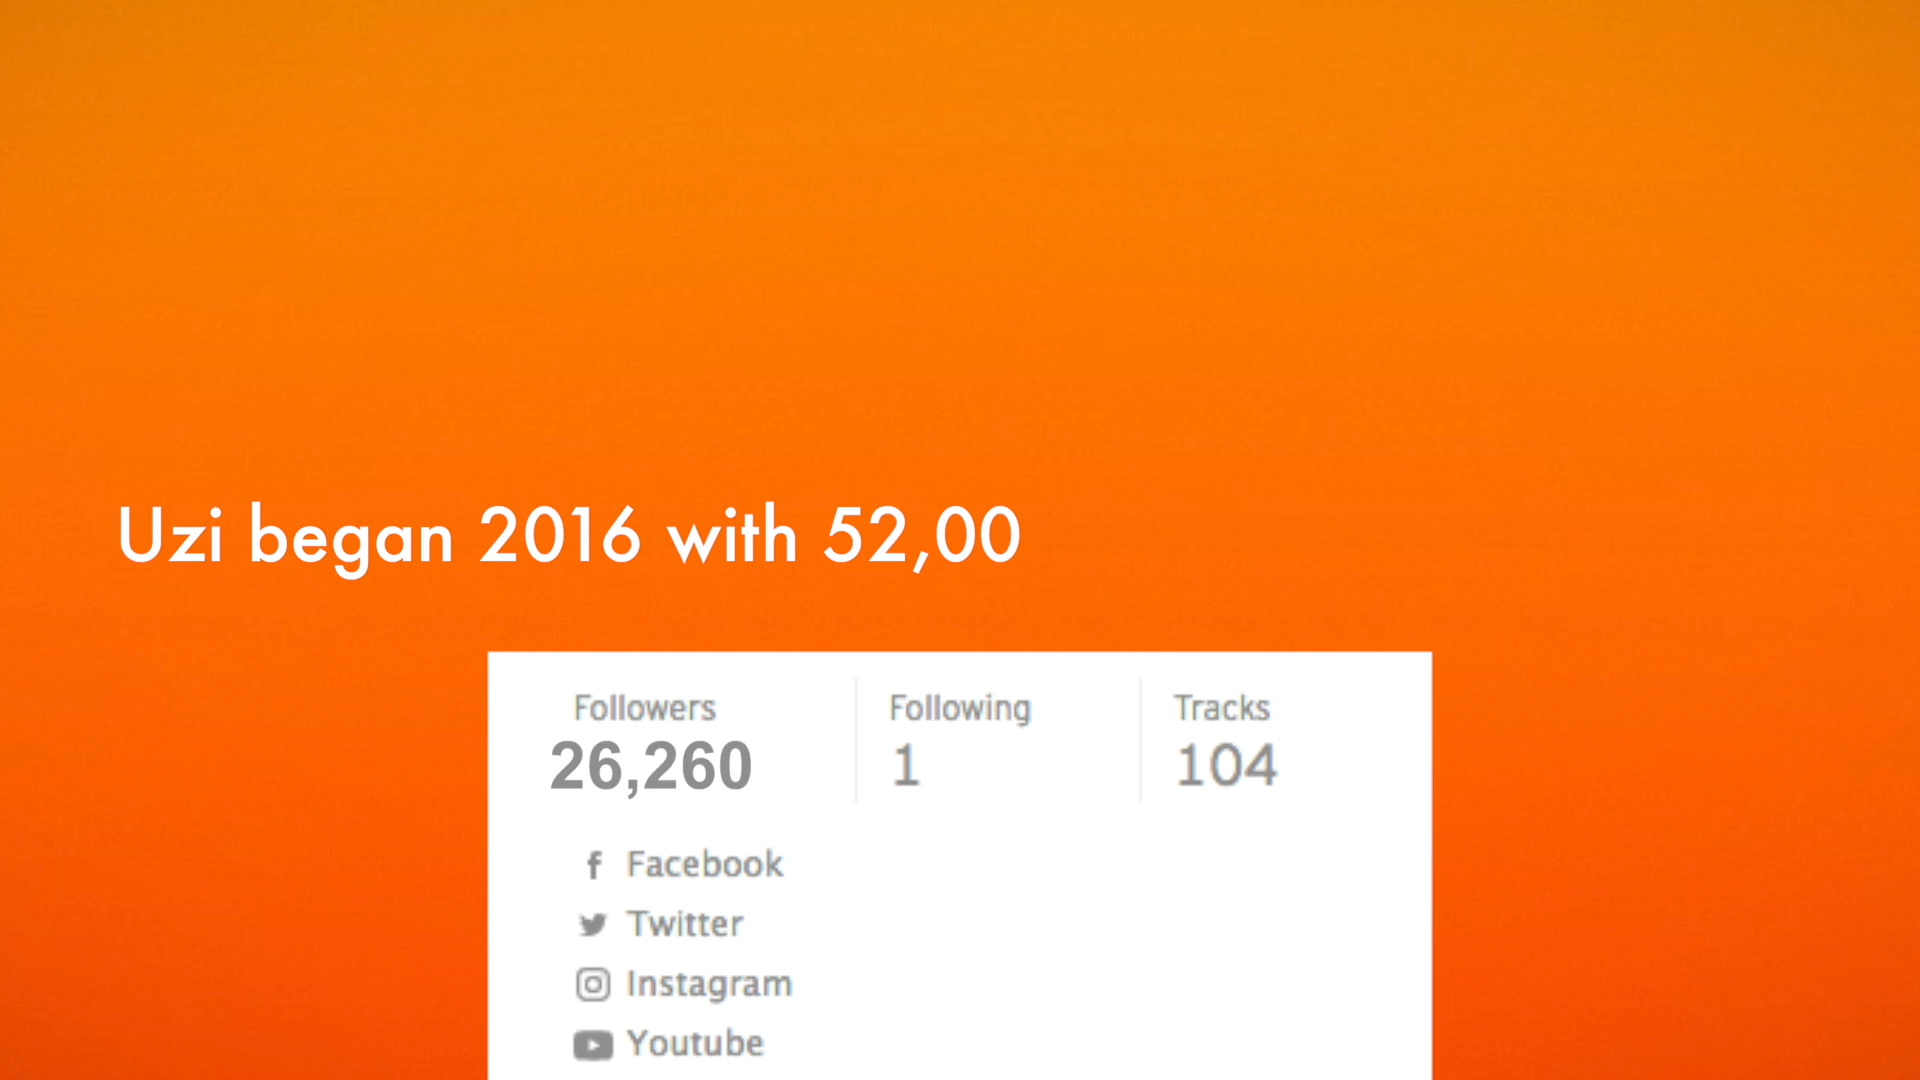 Uzi began 2016 with 52,00
Followers Following Tracks
26,260 1 104
Facebook
Twitter
Instagram
Youtube